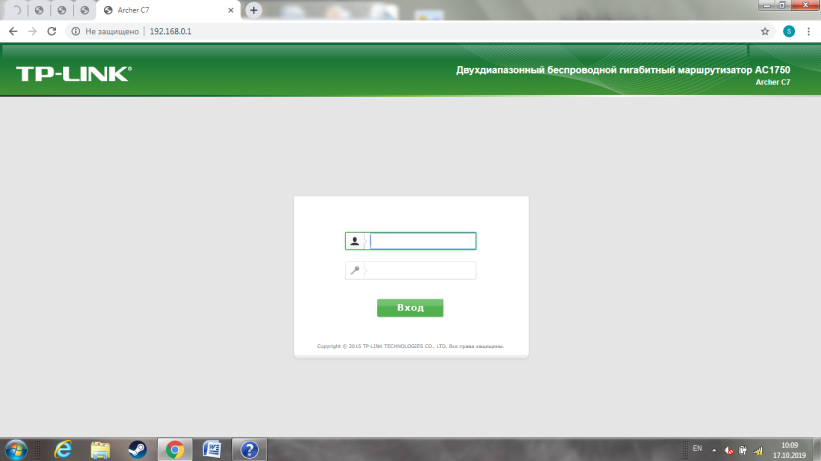 Archer C7
Не защищено | 192.168.0.1
S
TP-LINK®
Двухдиапазонный беспроводной гигабитный маршрутизатор AC1750
Archer C7
Вход
Copyright © 2015 TP-LINK TECHNOLOGIES CO., LTD. Все права защищены.
EN
10:09
17.10.2019